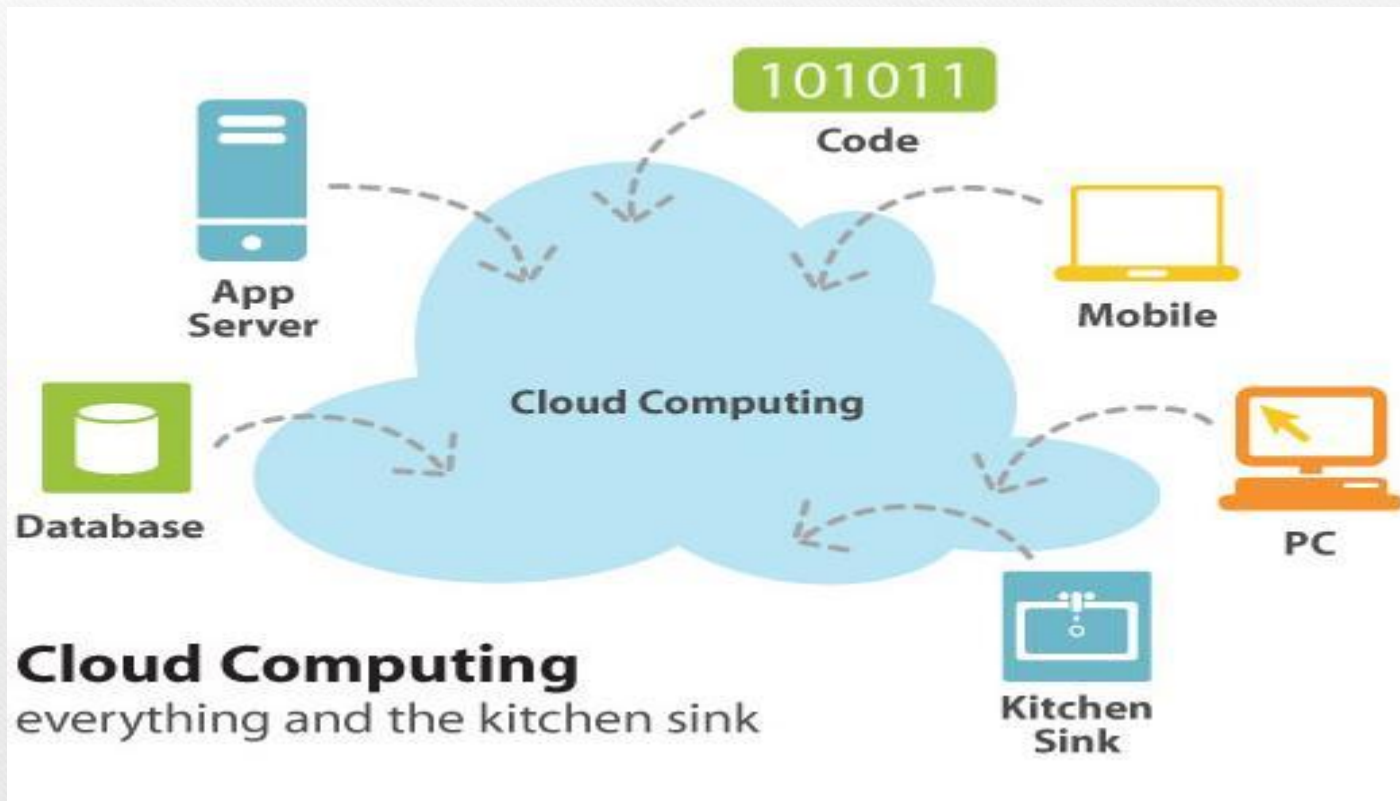 101011
Code
App
Server
Mobile
Cloud Computing
Database
PC
Kitchen
Sink
Cloud Computing
everything and the kitchen sink